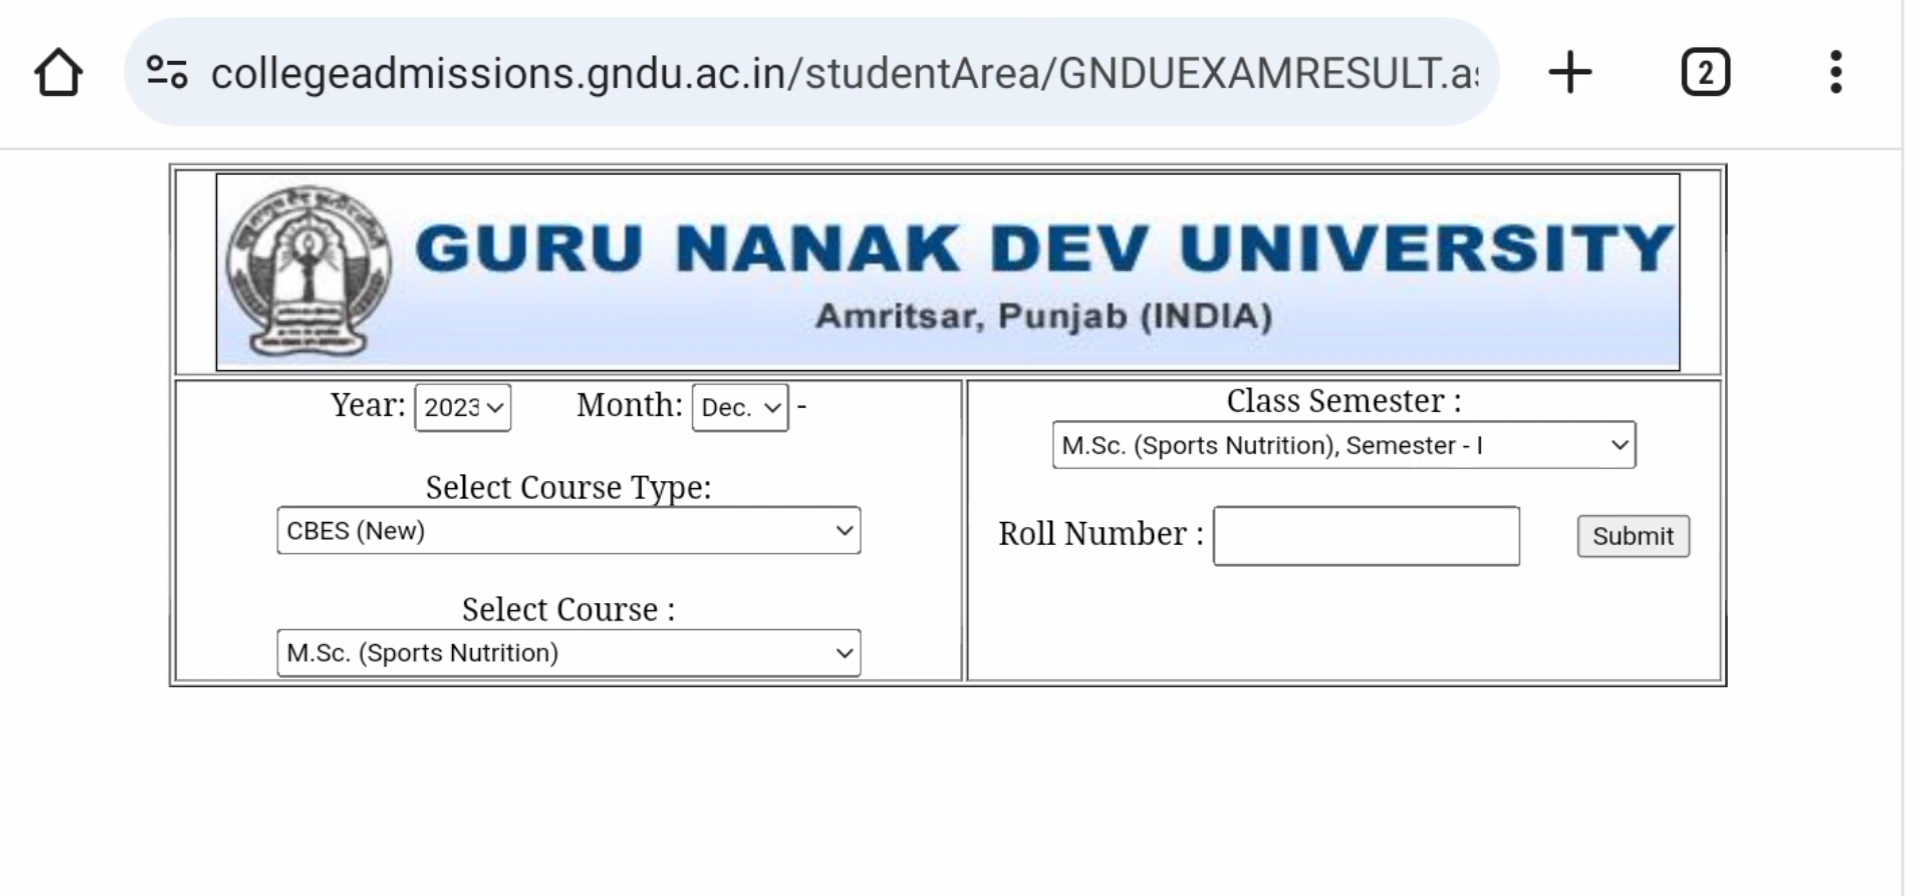 collegeadmissions.gndu.ac.in/studentArea/GNDUEXAMRESULT.as
2
GURU NANAK DEV UNIVERSITY
Amritsar, Punjab (INDIA)
Year: 2023 Month: Dec. -
Select Course Type:
CBES (New)
Select Course :
M.Sc. (Sports Nutrition)
Class Semester :
M.Sc. (Sports Nutrition), Semester - I
Roll Number : Submit